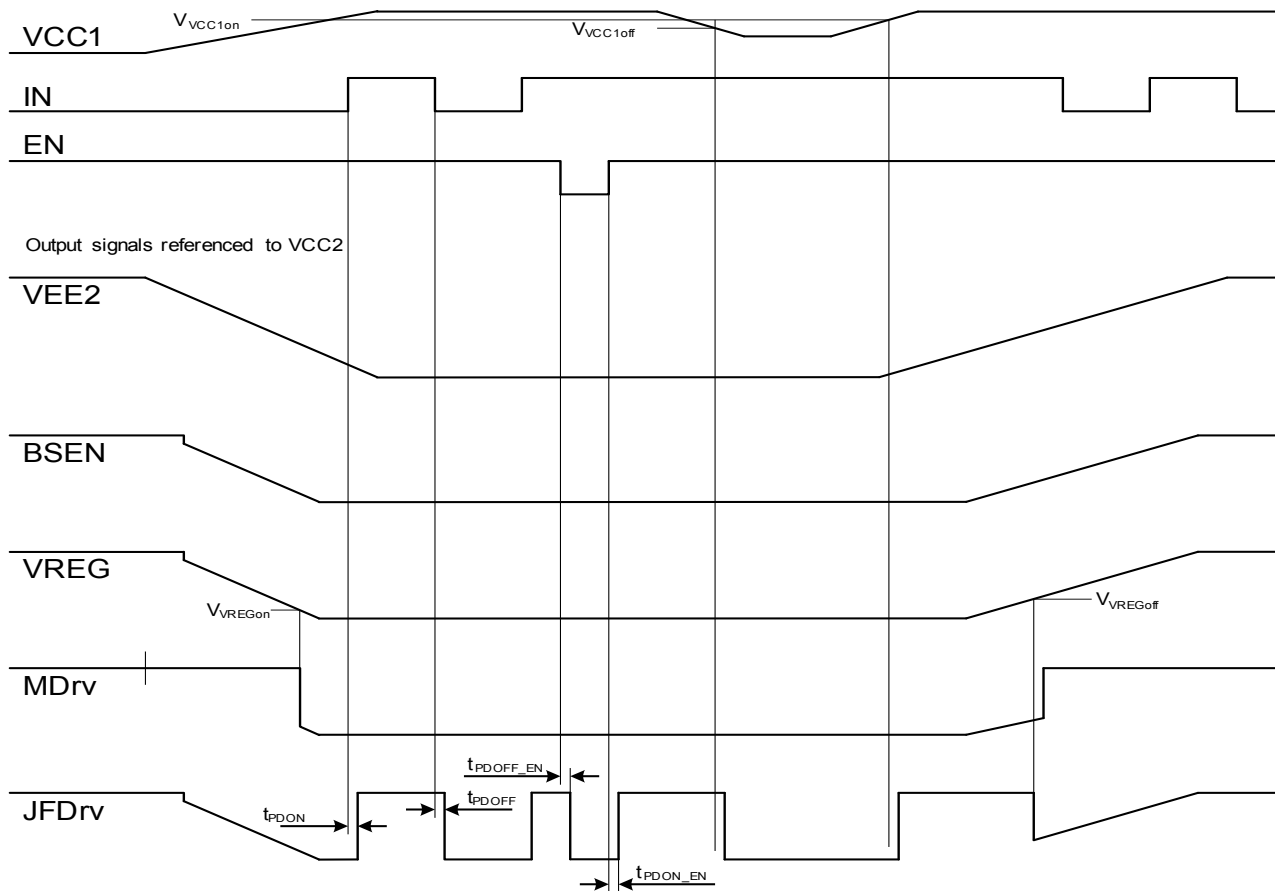 VVCC1on
VCC1
VVCC1off
IN
EN
Output signals referenced to VCC2
VEE2
BSEN
VREG
VVREGon
VVREGoff
MDrv
tPDOFF_EN
JFDrv
tPDOFF
tPDON
tPDON_EN